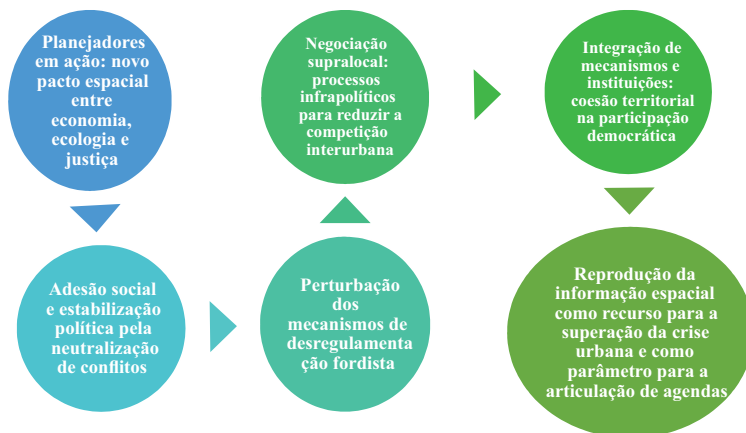 Planejadores
em ação: novo
pacto espacial
entre
economia,
ecologia e
justiça
Adesão social
e estabilização
política pela
neutralização
de conflitos
Perturbação
dos
mecanismos de
desregulamenta
ção fordista
Negociação
supralocal:
processos
infrapolíticos
para reduzir a
competição
interurbana
Integração de
mecanismos e
instituições:
coesão territorial
na participação
democrática
Reprodução da
informação espacial
como recurso para a
superação da crise
urbana e como
parâmetro para a
articulação de agendas